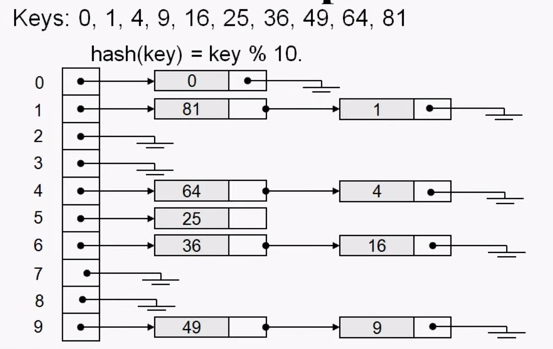 Keys: 0, 1, 4, 9, 16, 25, 36, 49, 64, 81
hash(key) = key % 10.
0 0
1 81 1
2
3
4 64 4
5 25
6 36 16
7
8
9 49 9